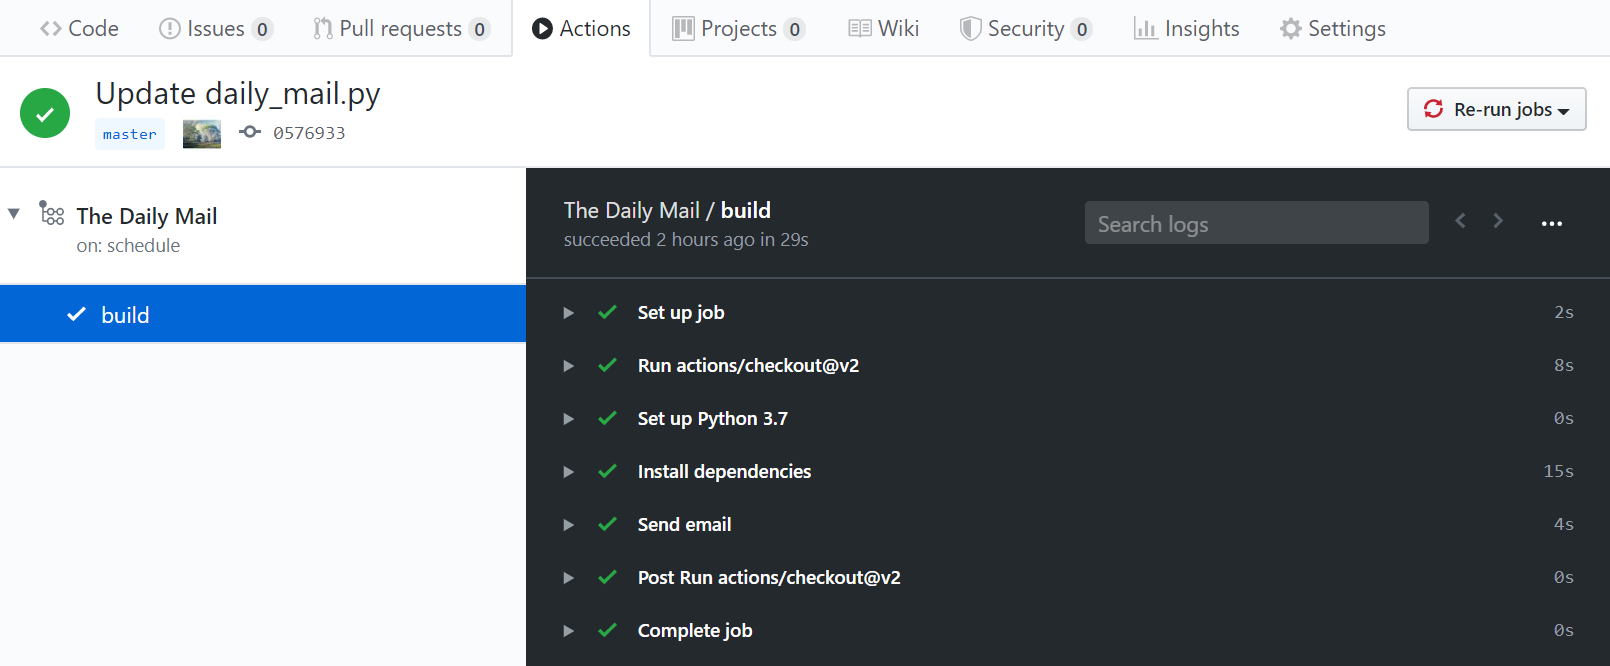 Code Issues 0 Pull requests 0 Actions Projects 0 Wiki Security 0 Insights Settings
Update daily_mail.py
master 0576933
Re-run jobs
The Daily Mail
on: schedule
build
The Daily Mail / build
succeeded 2 hours ago in 29s
Search logs
Set up job 2s
Run actions/checkout@v2 8s
Set up Python 3.7 0s
Install dependencies 15s
Send email 4s
Post Run actions/checkout@v2 0s
Complete job 0s